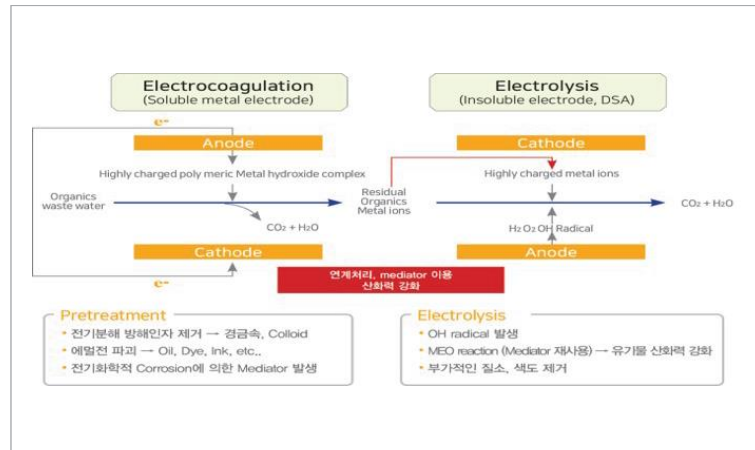 Electrocoagulation
(Soluble metal electrode)
Electrolysis
(Insoluble electrode, DSA)
e-
Anode
Cathode
Highly charged poly meric Metal hydroxide complex
Highly charged metal ions
Organics
waste water
Residual
Organics
Metal ions
CO₂ + H₂O
CO₂ + H₂O
H₂O₂ OH Radical
Cathode
Anode
e-
연계처리, mediator 이용
산화력 강화
Pretreatment
• 전기분해 방해인자 제거 → 경금속, Colloid
• 에멀전 파괴 → Oil, Dye, Ink, etc..
• 전기화학적 Corrosion에 의한 Mediator 발생
Electrolysis
• OH radical 발생
• MEO reaction (Mediator 재사용) → 유기물 산화력 강화
• 부가적인 질소, 색도 제거